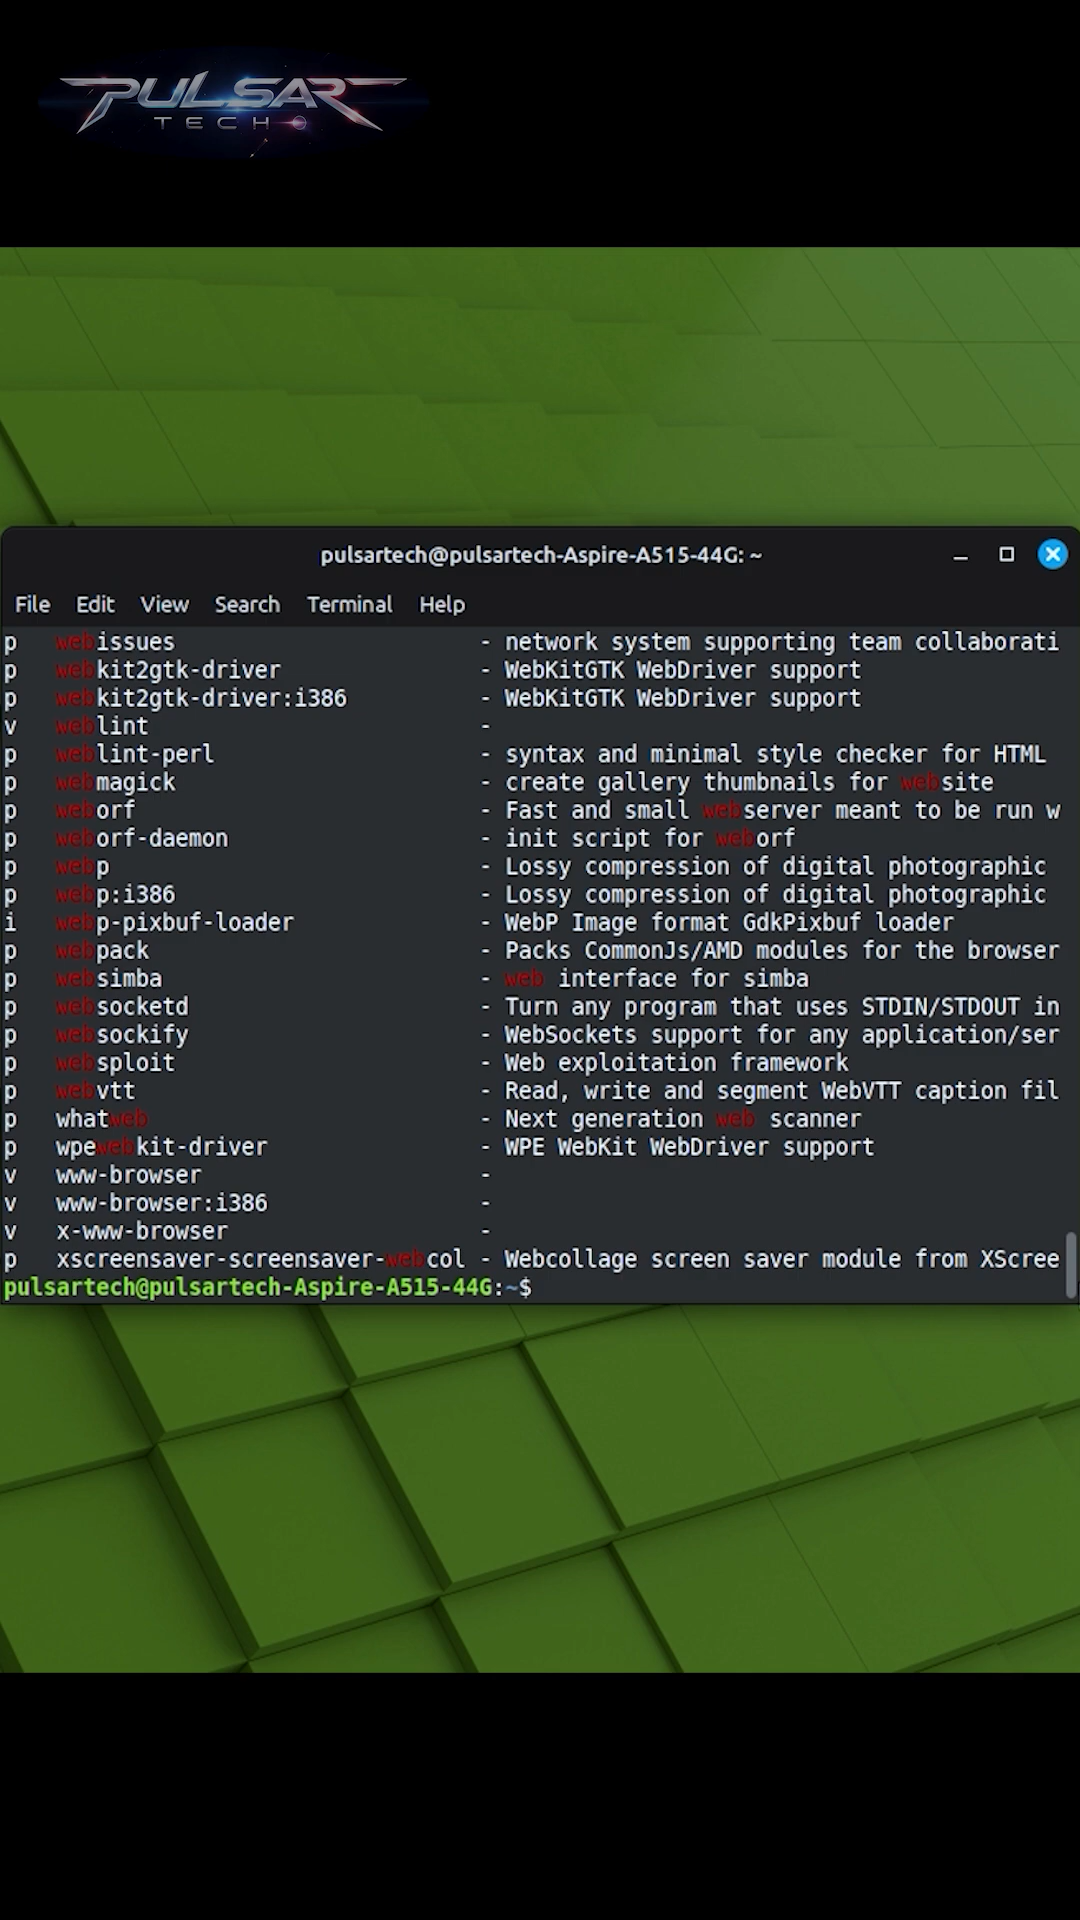 PULSAR
TECH
pulsartech@pulsartech-Aspire-A515-44G: ~
File Edit View Search Terminal Help
p webissues - network system supporting team collaborati
p webkit2gtk-driver - WebKitGTK WebDriver support
p webkit2gtk-driver:i386 - WebKitGTK WebDriver support
v weblint -
p weblint-perl - syntax and minimal style checker for HTML
p webmagick - create gallery thumbnails for website
p weborf - Fast and small webserver meant to be run w
p weborf-daemon - init script for weborf
p webp - Lossy compression of digital photographic
p webp:i386 - Lossy compression of digital photographic
i webp-pixbuf-loader - WebP Image format GdkPixbuf loader
p webpack - Packs CommonJs/AMD modules for the browser
p websimba - web interface for simba
p websocketd - Turn any program that uses STDIN/STDOUT in
p websockify - WebSockets support for any application/ser
p websploit - Web exploitation framework
p webvtt - Read, write and segment WebVTT caption fil
p whatweb - Next generation web scanner
p wpewebkit-driver - WPE WebKit WebDriver support
v www-browser -
v www-browser:i386 -
v x-www-browser -
p xscreensaver-screensaver-webcol - Webcollage screen saver module from XScree
pulsartech@pulsartech-Aspire-A515-44G:~$